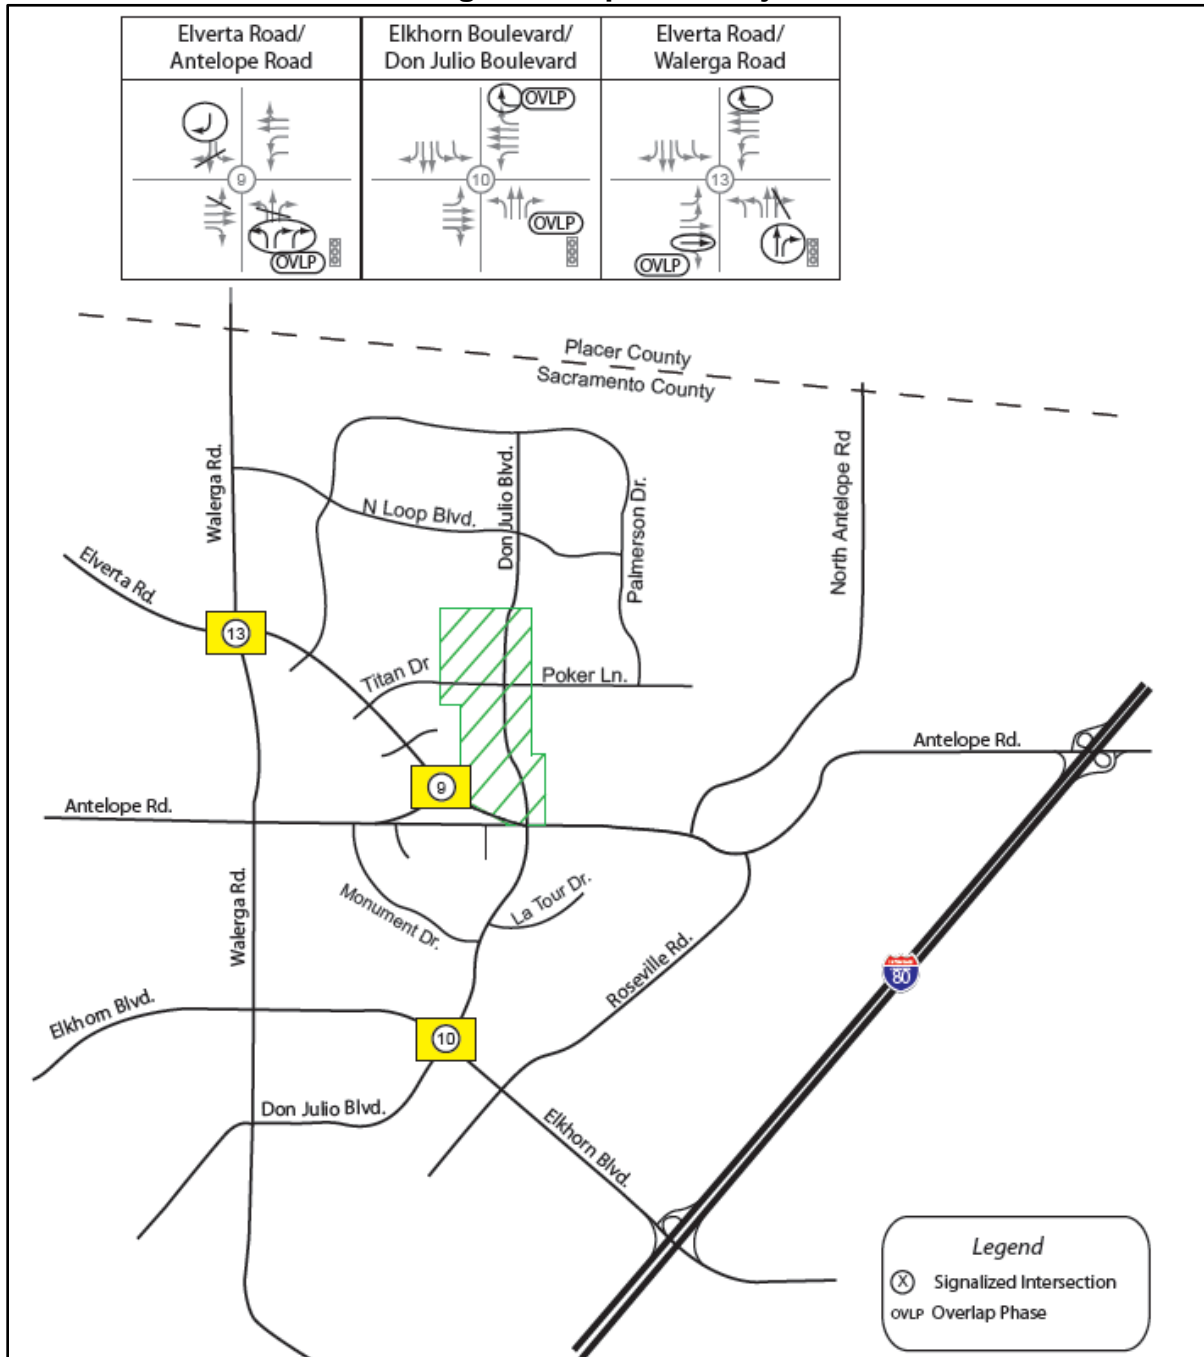 Elverta Road/
Antelope Road
Elkhorn Boulevard/
Don Julio Boulevard
Elverta Road/
Walerga Road
OVLP
9
10
13
OVLP
OVLP
OVLP
Placer County
Sacramento County
Walerga Rd.
N Loop Blvd.
Don Julio Blvd.
Palmerson Dr.
North Antelope Rd
Elverta Rd.
13
Titan Dr
Poker Ln.
Antelope Rd.
9
Antelope Rd.
Walerga Rd.
Monument Dr.
La Tour Dr.
Roseville Rd.
80
Elkhorn Blvd.
10
Don Julio Blvd.
Elkhorn Blvd.
Legend
X Signalized Intersection
OVLP Overlap Phase